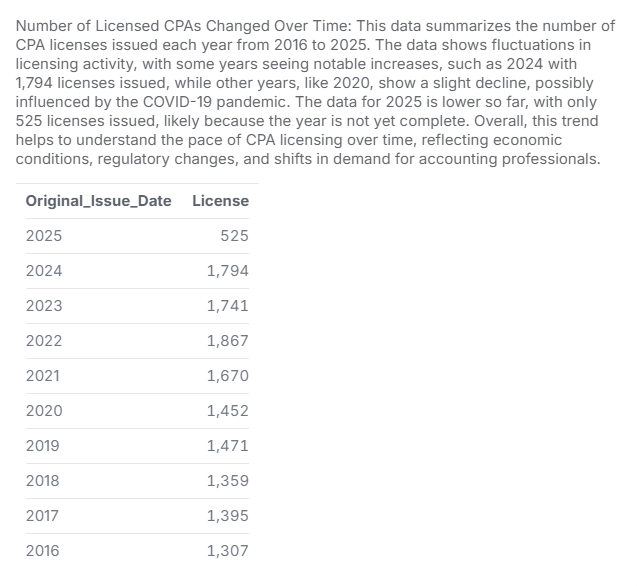 Number of Licensed CPAs Changed Over Time: This data summarizes the number of
CPA licenses issued each year from 2016 to 2025. The data shows fluctuations in
licensing activity, with some years seeing notable increases, such as 2024 with
1,794 licenses issued, while other years, like 2020, show a slight decline, possibly
influenced by the COVID-19 pandemic. The data for 2025 is lower so far, with only
525 licenses issued, likely because the year is not yet complete. Overall, this trend
helps to understand the pace of CPA licensing over time, reflecting economic
conditions, regulatory changes, and shifts in demand for accounting professionals.
Original_Issue_Date License
2025 525
2024 1,794
2023 1,741
2022 1,867
2021 1,670
2020 1,452
2019 1,471
2018 1,359
2017 1,395
2016 1,307